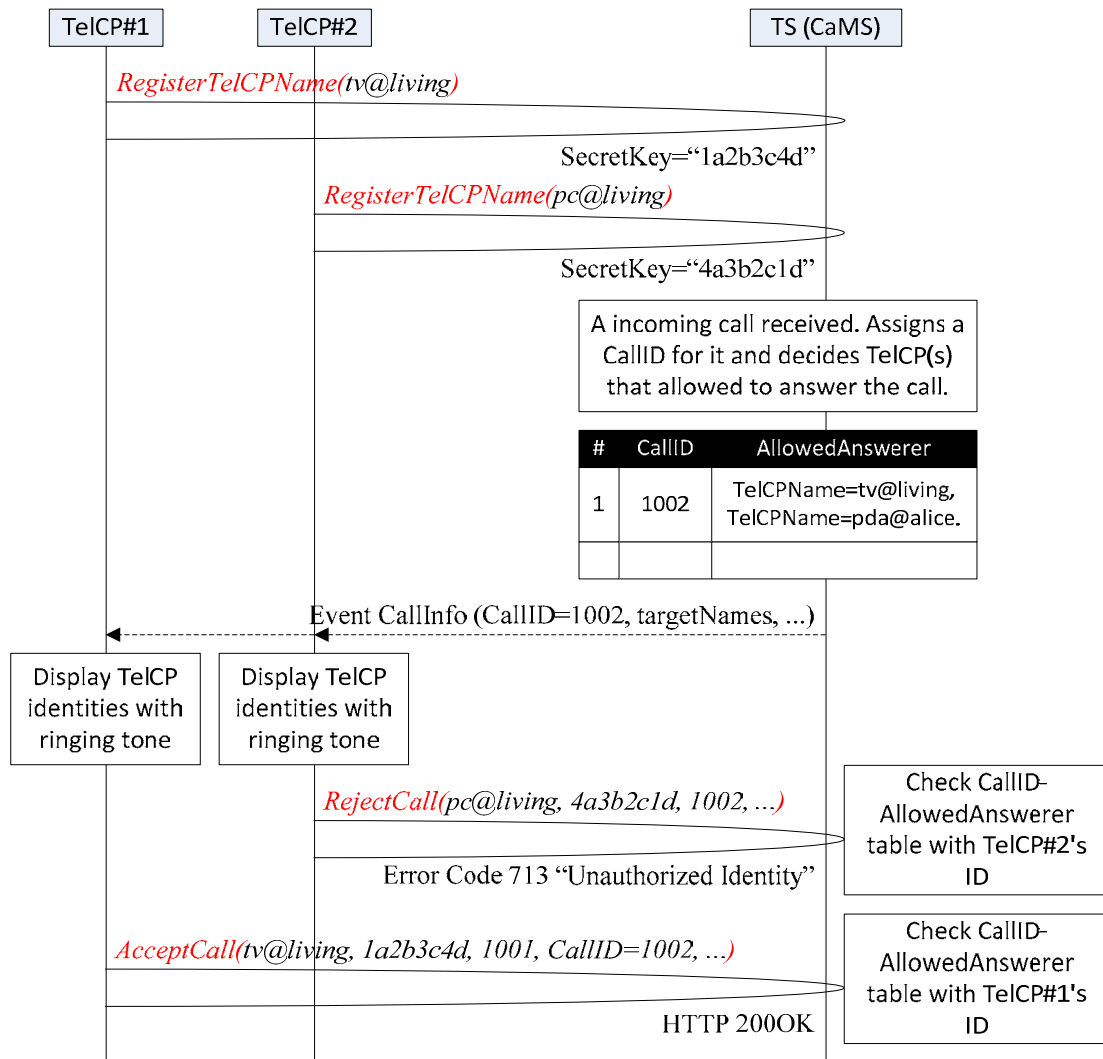 TelCP#1
TelCP#2
TS (CaMS)
RegisterTelCPName(tv@living)
SecretKey=“1a2b3c4d”
RegisterTelCPName(pc@living)
SecretKey=“4a3b2c1d”
A incoming call received. Assigns a
CallID for it and decides TelCP(s)
that allowed to answer the call.
# CallID AllowedAnswerer
1 1002 TelCPName=tv@living,
TelCPName=pda@alice.
Event CallInfo (CallID=1002, targetNames, ...)
Display TelCP
identities with
ringing tone
Display TelCP
identities with
ringing tone
RejectCall(pc@living, 4a3b2c1d, 1002, ...)
Error Code 713 “Unauthorized Identity”
Check CallID-
AllowedAnswerer
table with TelCP#2's
ID
AcceptCall(tv@living, 1a2b3c4d, 1001, CallID=1002, ...)
HTTP 200OK
Check CallID-
AllowedAnswerer
table with TelCP#1's
ID